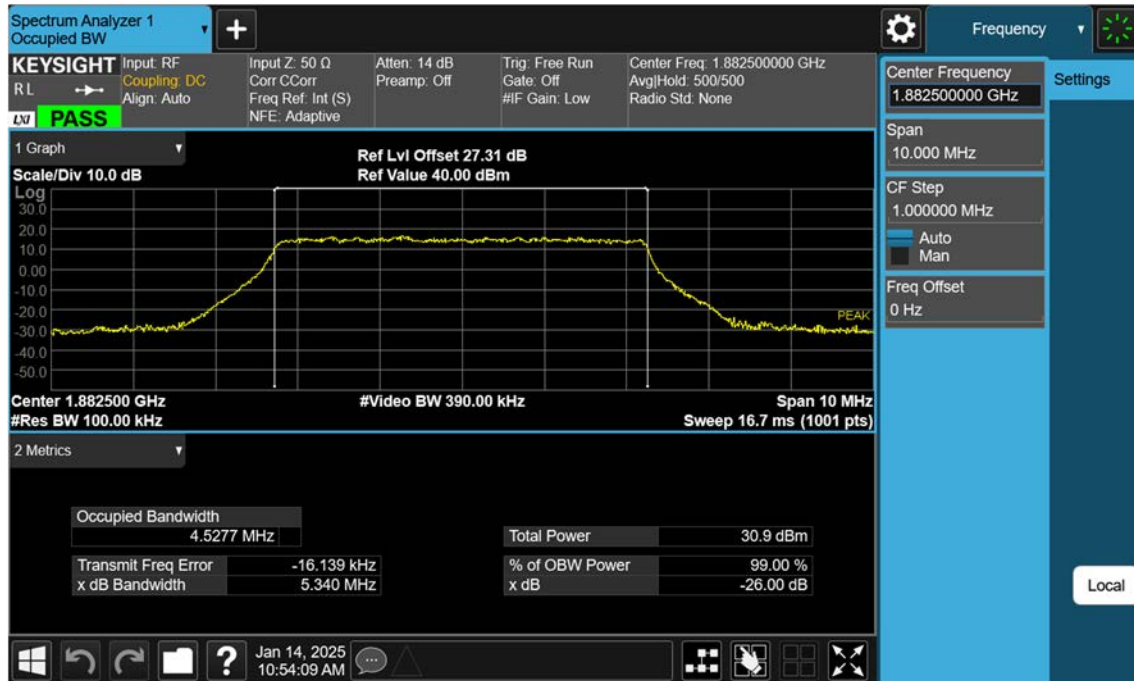 Spectrum Analyzer 1
Occupied BW
Frequency
KEYSIGHT
R L
LXI PASS
Input: RF
Coupling: DC
Align: Auto
Input Z: 50 Ω
Corr CCorr
Freq Ref: Int (S)
NFE: Adaptive
Atten: 14 dB
Preamp: Off
Trig: Free Run
Gate: Off
#IF Gain: Low
Center Freq: 1.882500000 GHz
Avg|Hold: 500/500
Radio Std: None
Center Frequency
1.882500000 GHz
Settings
Span
10.000 MHz
CF Step
1.000000 MHz
Auto
Man
Freq Offset
0 Hz
Local
1 Graph
Scale/Div 10.0 dB
Ref Lvl Offset 27.31 dB
Ref Value 40.00 dBm
Log
30.0
20.0
10.0
0.00
-10.0
-20.0
-30.0
-40.0
-50.0
PEAK
Center 1.882500 GHz
#Video BW 390.00 kHz
Span 10 MHz
#Res BW 100.00 kHz
Sweep 16.7 ms (1001 pts)
2 Metrics
Occupied Bandwidth
4.5277 MHz
Total Power 30.9 dBm
Transmit Freq Error -16.139 kHz
% of OBW Power 99.00 %
x dB Bandwidth 5.340 MHz
x dB -26.00 dB
?
Jan 14, 2025
10:54:09 AM